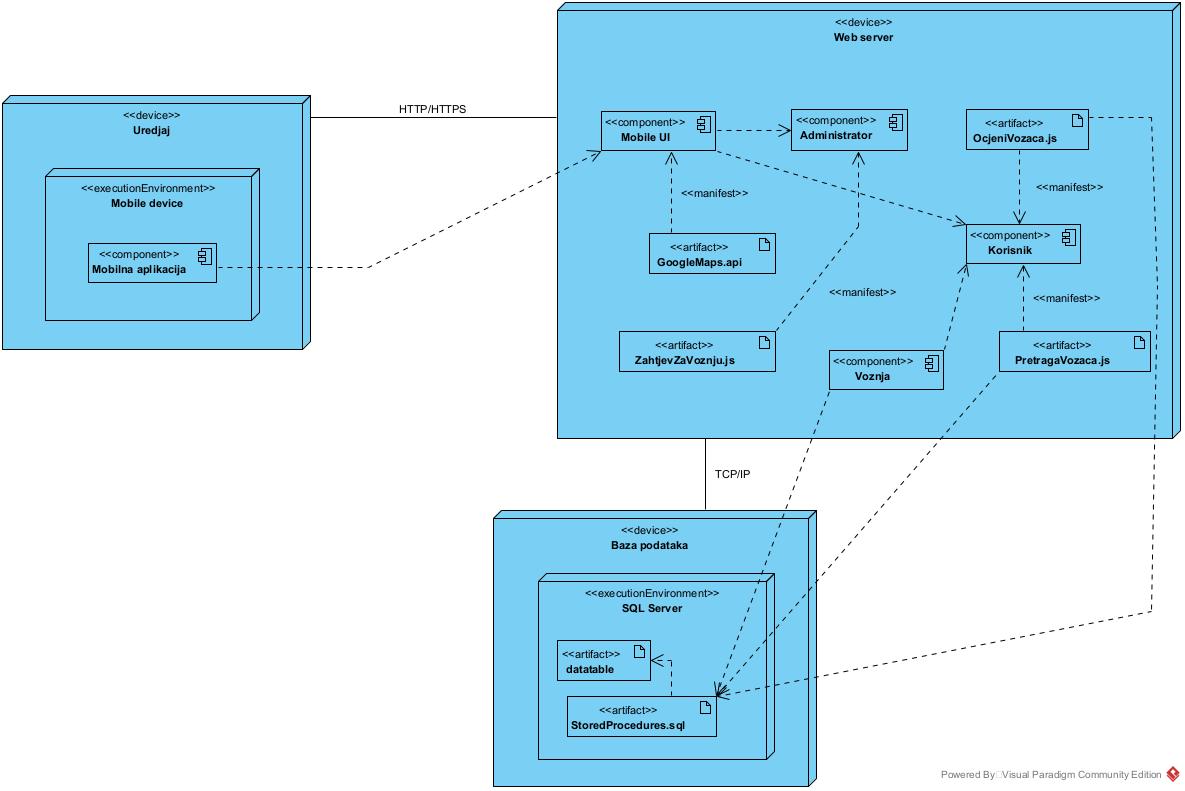 <<device>>
Web server
<<device>>
Uredjaj
HTTP/HTTPS
<<executionEnvironment>>
Mobile device
<<component>>
Mobilna aplikacija
<<component>>
Mobile UI
<<component>>
Administrator
<<artifact>>
OcjeniVozaca.js
<<manifest>>
<<manifest>>
<<artifact>>
GoogleMaps.api
<<component>>
Korisnik
<<manifest>>
<<manifest>>
<<artifact>>
ZahtjevZaVoznju.js
<<component>>
Voznja
<<artifact>>
PretragaVozaca.js
TCP/IP
<<device>>
Baza podataka
<<executionEnvironment>>
SQL Server
<<artifact>>
datatable
<<artifact>>
StoredProcedures.sql
Powered By Visual Paradigm Community Edition